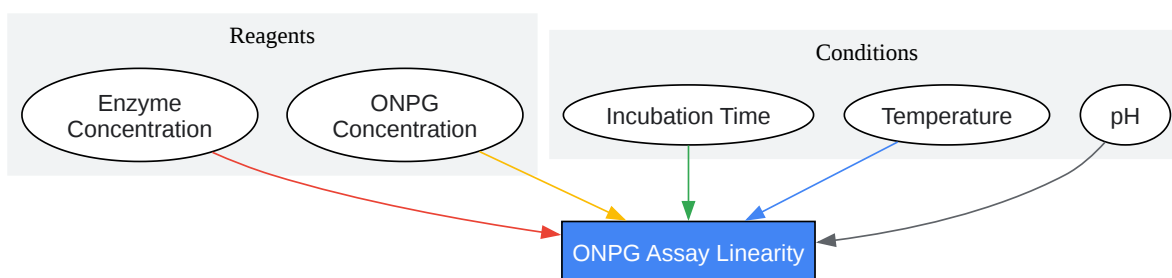 Reagents
Conditions
Enzyme
Concentration
ONPG
Concentration
Incubation Time
Temperature
pH
ONPG Assay Linearity